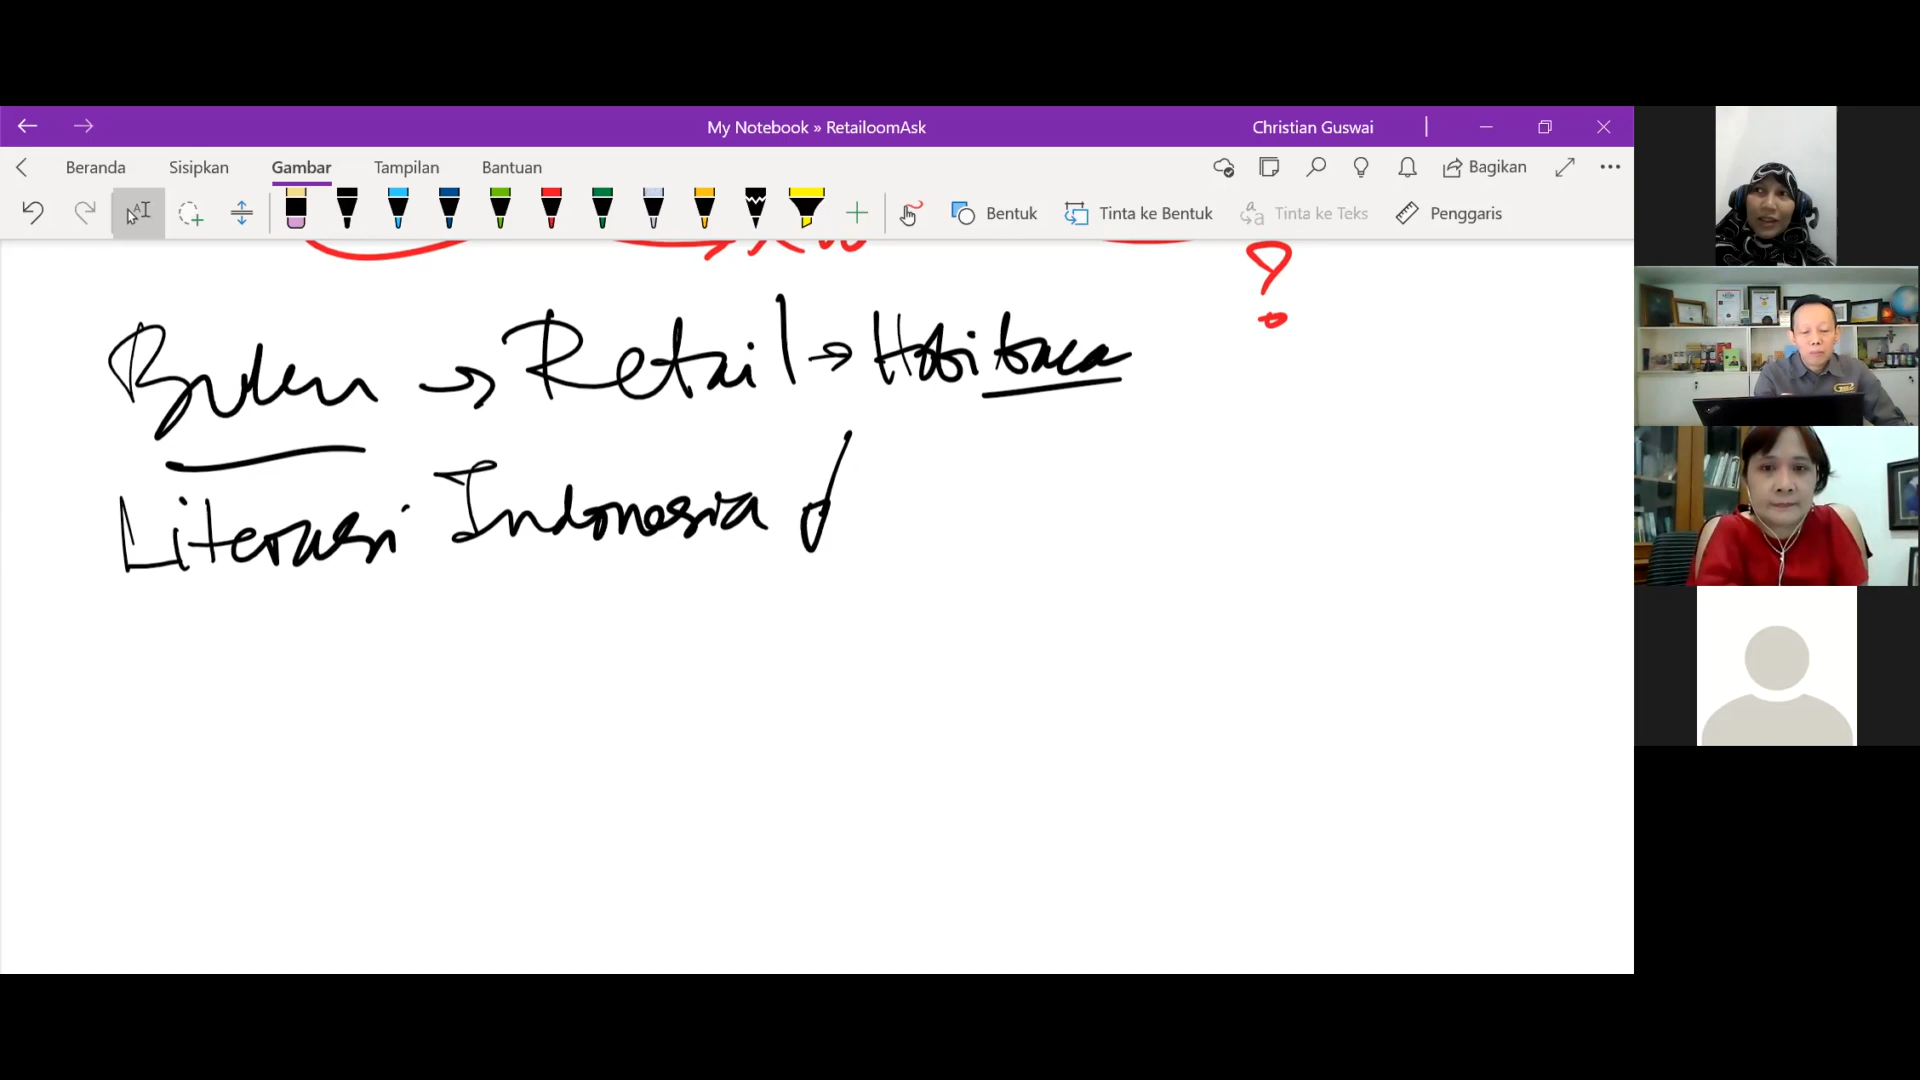 My Notebook » RetailoomAsk
Christian Guswai
Beranda Sisipkan Gambar Tampilan Bantuan Bagikan
Bentuk Tinta ke Bentuk Tinta ke Teks Penggaris
?
Buku → Retail → Hobi baca
Literasi Indonesia